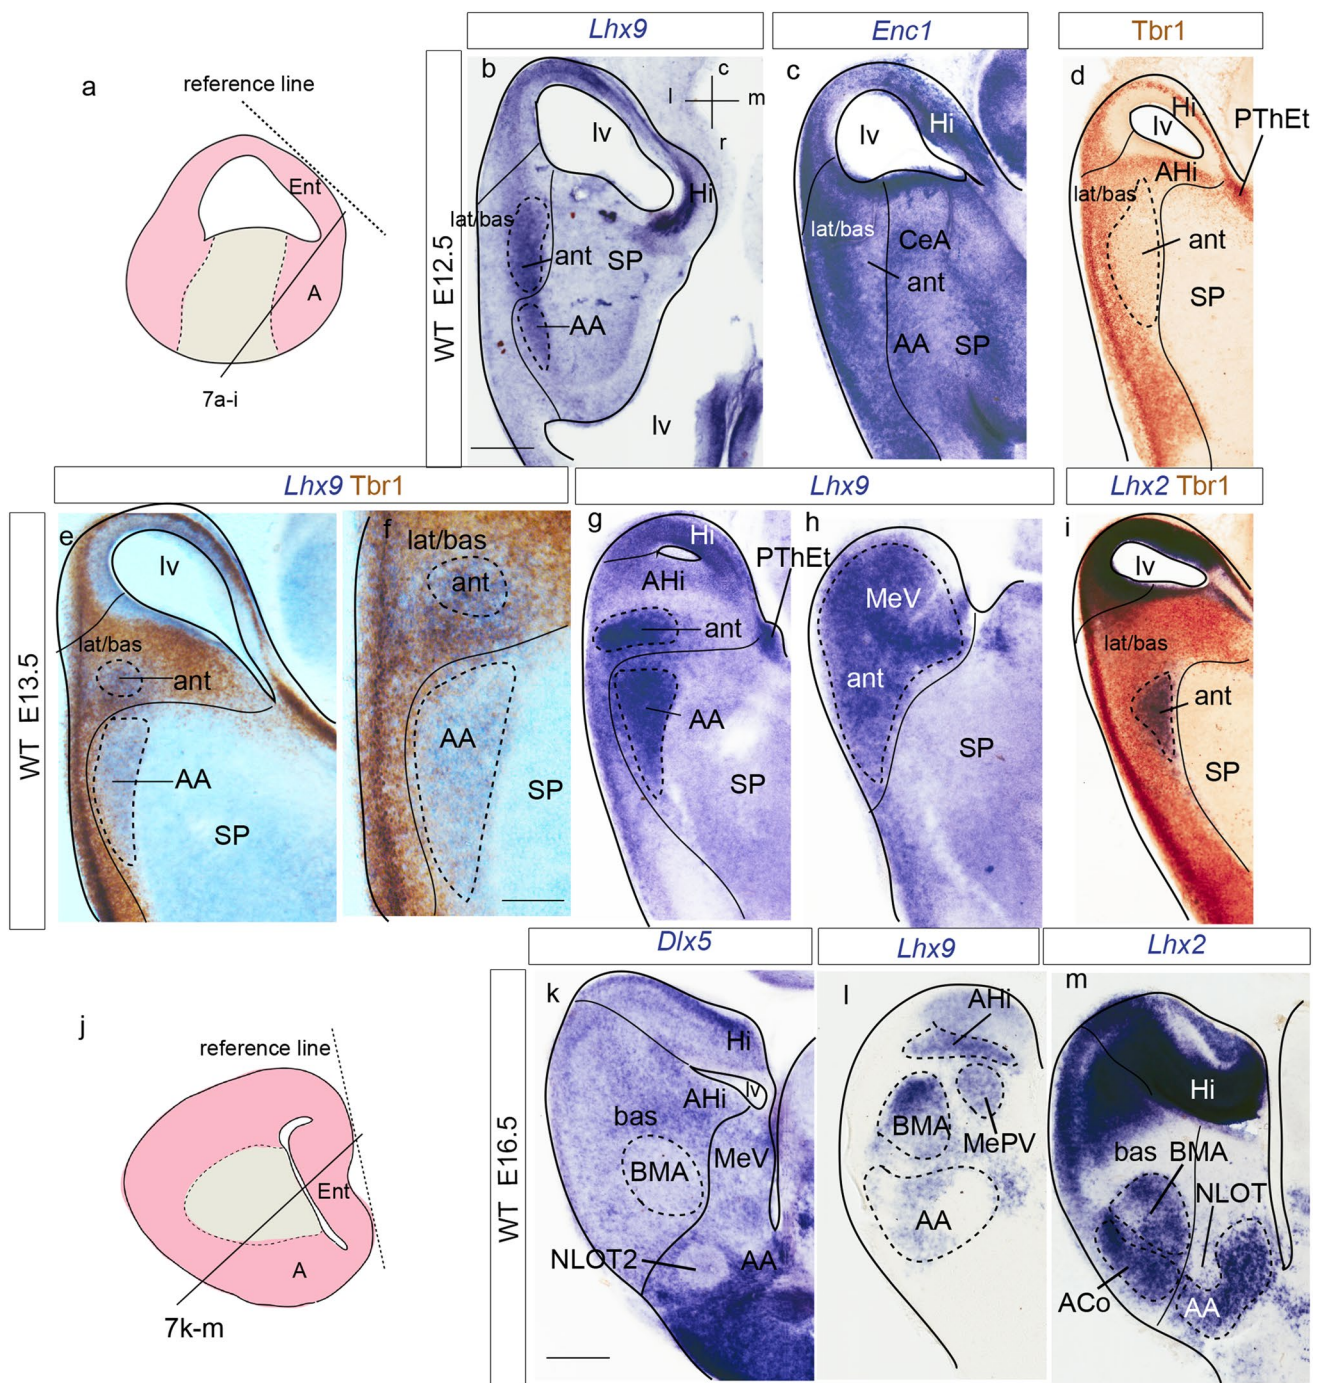 a
reference line
Ent
A
7a-i
Lhx9
Enc1
Tbr1
WT E12.5
b
c
l
m
r
lv
Hi
lat/bas
ant
SP
AA
lv
c
lv
Hi
lat/bas
CeA
ant
AA
SP
d
Hi
lv
PThEt
AHi
lat/bas
ant
SP
Lhx9 Tbr1
Lhx9
Lhx2 Tbr1
WT E13.5
e
lv
lat/bas
ant
AA
SP
f
lat/bas
ant
AA
SP
g
Hi
PThEt
AHi
ant
AA
SP
h
MeV
ant
SP
i
lv
lat/bas
ant
SP
j
reference line
Ent
A
7k-m
Dlx5
Lhx9
Lhx2
WT E16.5
k
Hi
lv
AHi
bas
BMA
MeV
NLOT2
AA
l
AHi
BMA
MePV
AA
m
Hi
bas BMA
NLOT
ACo
AA